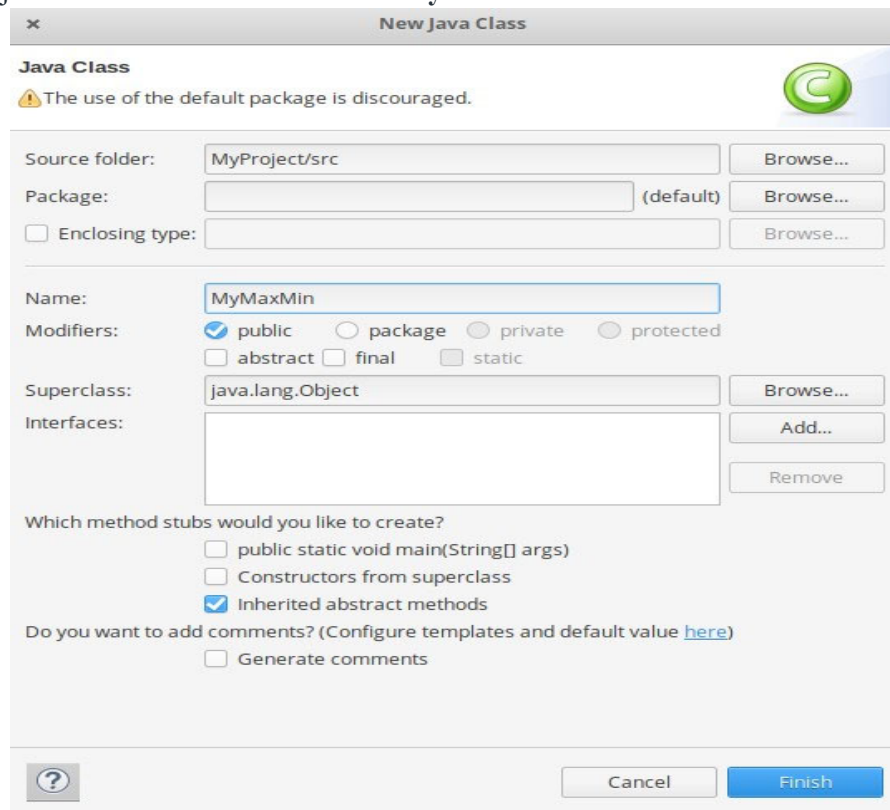 New Java Class
Java Class
The use of the default package is discouraged.
Source folder: MyProject/src Browse...
Package: (default) Browse...
Enclosing type: Browse...
Name: MyMaxMin
Modifiers: public package private protected
abstract final static
Superclass: java.lang.Object Browse...
Interfaces: Add...
Remove
Which method stubs would you like to create?
public static void main(String[] args)
Constructors from superclass
Inherited abstract methods
Do you want to add comments? (Configure templates and default value here)
Generate comments
? Cancel Finish